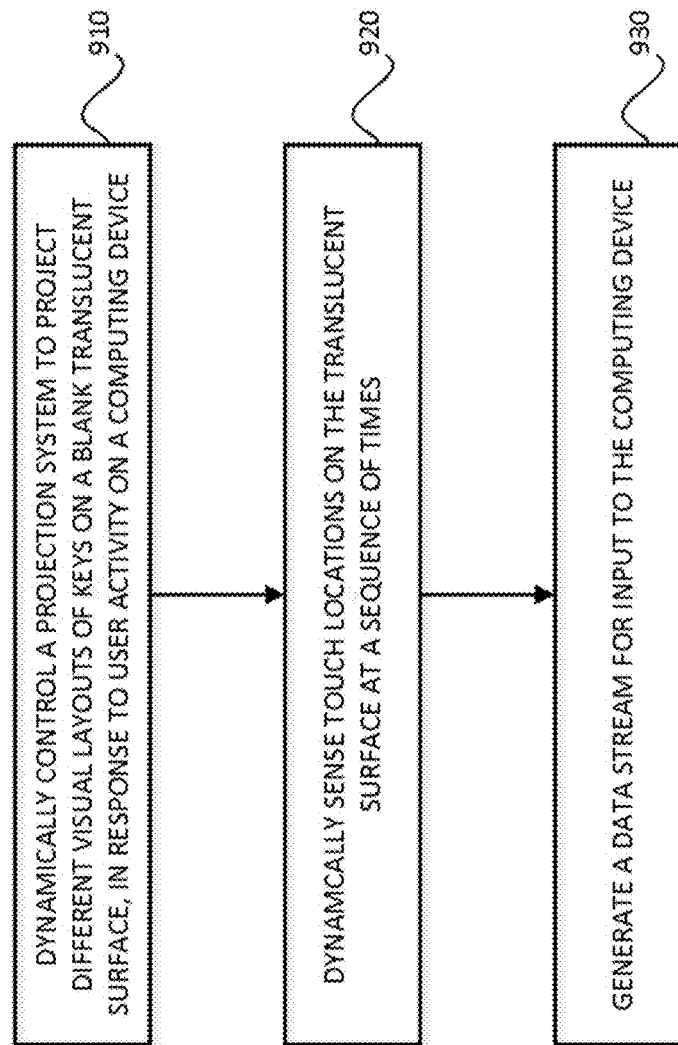 DYNAMICALLY CONTROL A PROJECTION SYSTEM TO PROJECT
DIFFERENT VISUAL LAYOUTS OF KEYS ON A BLANK TRANSLUCENT
SURFACE, IN RESPONSE TO USER ACTIVITY ON A COMPUTING DEVICE
910
DYNAMCALLY SENSE TOUCH LOCATIONS ON THE TRANSLUCENT
SURFACE AT A SEQUENCE OF TIMES
920
GENERATE A DATA STREAM FOR INPUT TO THE COMPUTING DEVICE
930